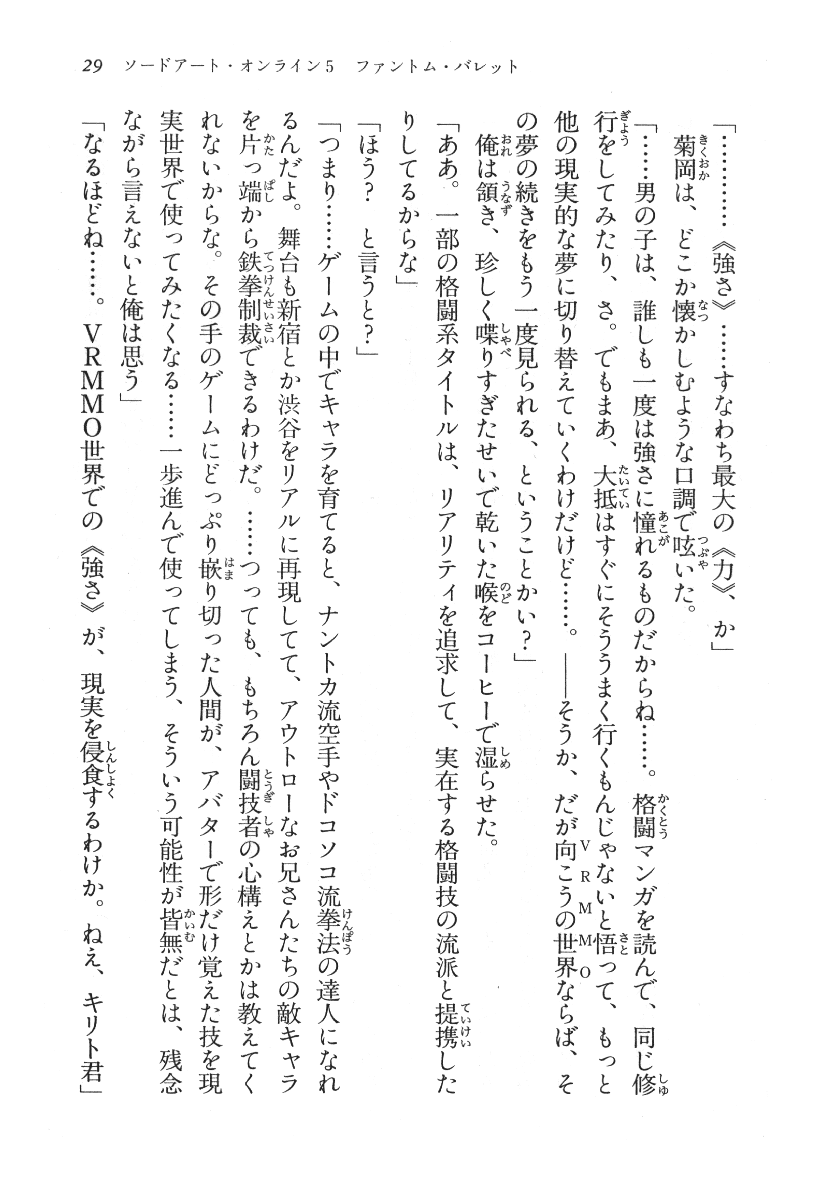 29　ソードアート・オンライン5　ファントム・バレット
「…………《強さ》……すなわち最大の《力》、か」
　菊岡は、どこか懐かしむような口調で呟いた。
「……男の子は、誰しも一度は強さに憧れるものだからね……。格闘マンガを読んで、同じ修
行をしてみたり、さ。でもまあ、大抵はすぐにそううまく行くもんじゃないと悟って、もっと
他の現実的な夢に切り替えていくわけだけど……。――そうか、だが向こうの世界ならば、そ
の夢の続きをもう一度見られる、ということかい？」
　俺は頷き、珍しく喋りすぎたせいで乾いた喉をコーヒーで湿らせた。
「ああ。一部の格闘系タイトルは、リアリティを追求して、実在する格闘技の流派と提携した
りしてるからな」
「ほう？　と言うと？」
「つまり……ゲームの中でキャラを育てると、ナントカ流空手やドコソコ流拳法の達人になれ
るんだよ。舞台も新宿とか渋谷をリアルに再現してて、アウトローなお兄さんたちの敵キャラ
を片っ端から鉄拳制裁できるわけだ。……つっても、もちろん闘技者の心構えとかは教えてく
れないからな。その手のゲームにどっぷり嵌り切った人間が、アバターで形だけ覚えた技を現
実世界で使ってみたくなる……一歩進んで使ってしまう、そういう可能性が皆無だとは、残念
ながら言えないと俺は思う」
「なるほどね……。ＶＲＭＭＯ世界での《強さ》が、現実を侵食するわけか。ねえ、キリト君」